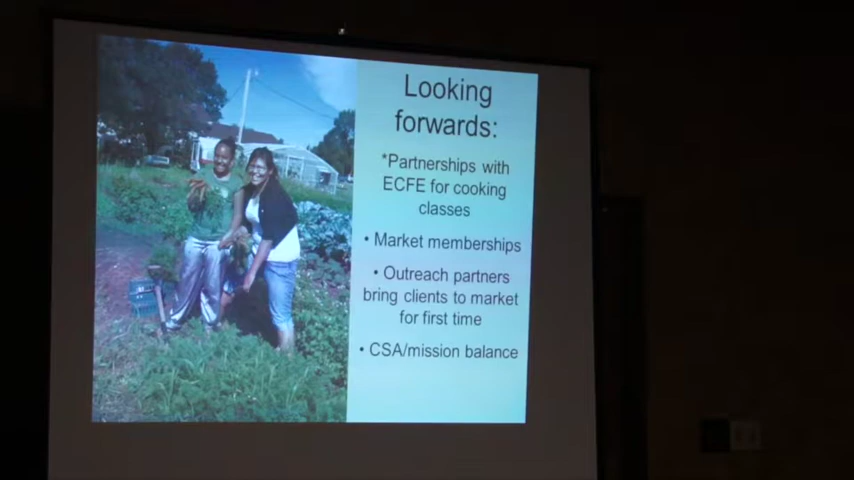 Looking
forwards:
*Partnerships with
ECFE for cooking
classes
• Market memberships
• Outreach partners
bring clients to market
for first time
• CSA/mission balance